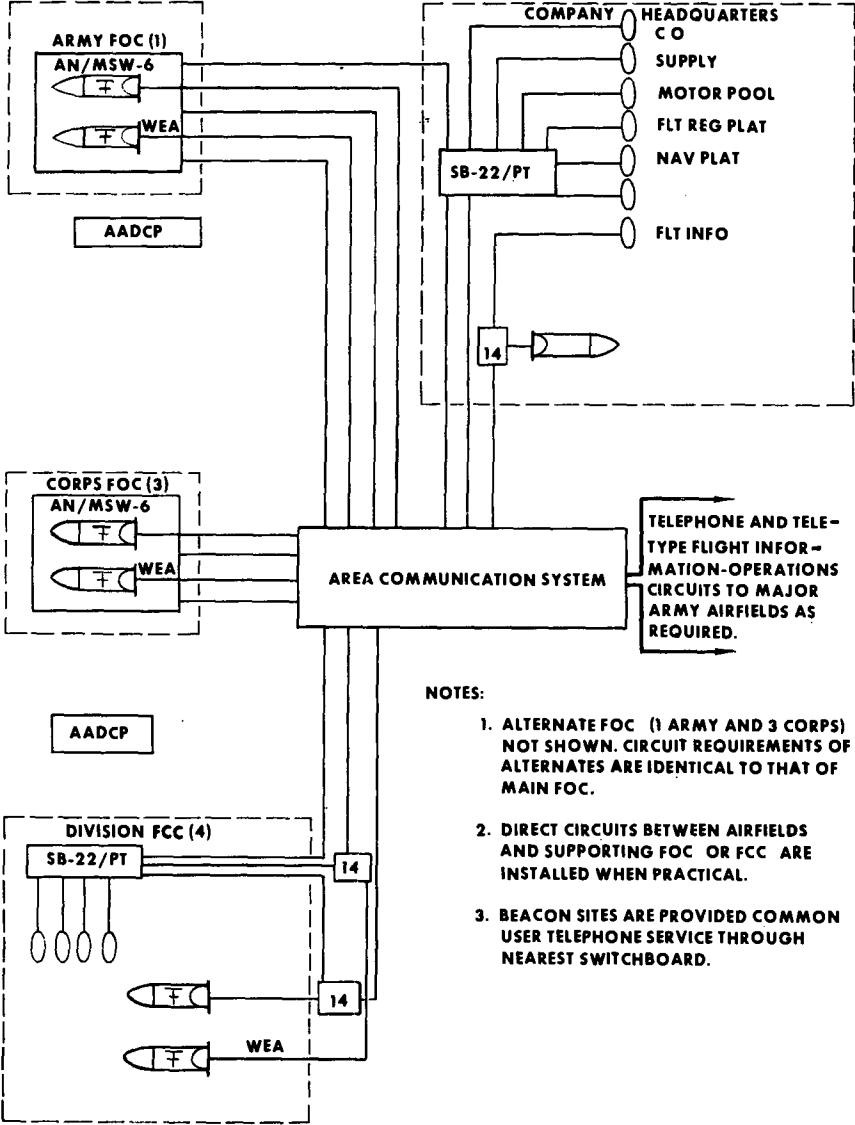 ARMY FOC (1)
AN/MSW-6
WEA
AADCP
COMPANY HEADQUARTERS
C O
SUPPLY
MOTOR POOL
FLT REG PLAT
NAV PLAT
SB-22/PT
FLT INFO
14
CORPS FOC (3)
AN/MSW-6
WEA
AREA COMMUNICATION SYSTEM
TELEPHONE AND TELE-
TYPE FLIGHT INFOR-
MATION-OPERATIONS
CIRCUITS TO MAJOR
ARMY AIRFIELDS AS
REQUIRED.
AADCP
DIVISION FCC (4)
SB-22/PT
14
14
WEA
NOTES:
1. ALTERNATE FOC (1 ARMY AND 3 CORPS)
NOT SHOWN. CIRCUIT REQUIREMENTS OF
ALTERNATES ARE IDENTICAL TO THAT OF
MAIN FOC.
2. DIRECT CIRCUITS BETWEEN AIRFIELDS
AND SUPPORTING FOC OR FCC ARE
INSTALLED WHEN PRACTICAL.
3. BEACON SITES ARE PROVIDED COMMON
USER TELEPHONE SERVICE THROUGH
NEAREST SWITCHBOARD.